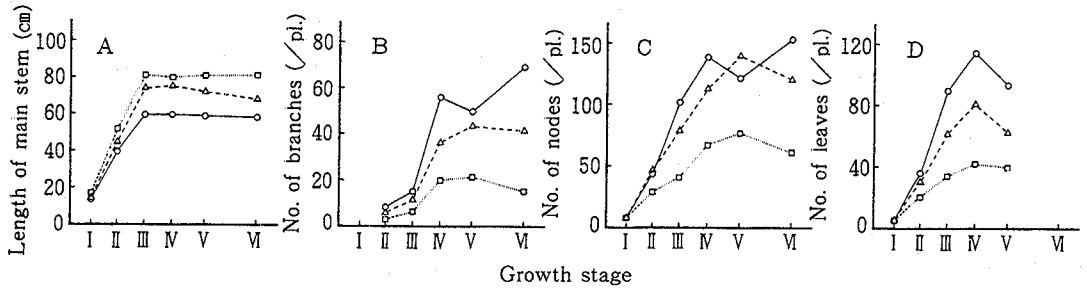 Length of main stem (cm)
100
80
60
40
20
0
A
I II III IV V VI
No. of branches (/pl.)
80
60
40
20
0
B
I II III IV V VI
No. of nodes (/pl.)
150
100
50
0
C
I II III IV V VI
No. of leaves (/pl.)
120
80
40
0
D
I II III IV V VI
Growth stage